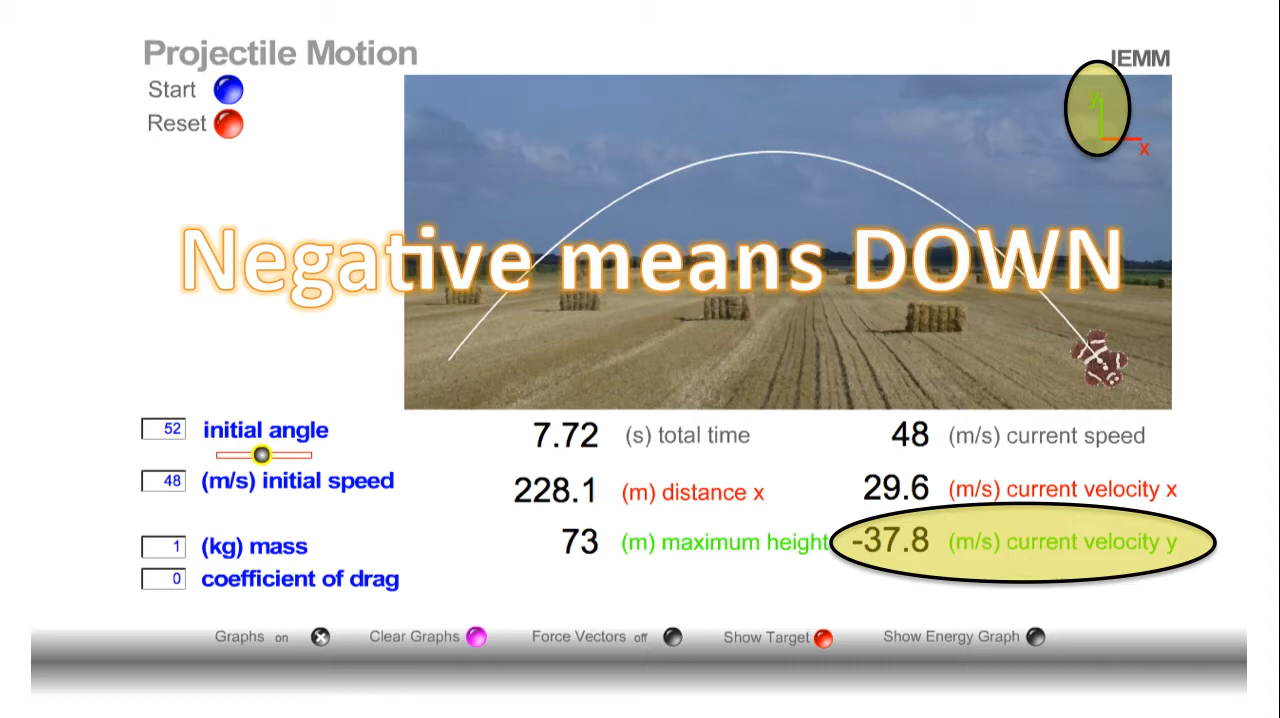 Projectile Motion
JEMM
Start
Reset
y
x
Negative means DOWN
52 initial angle
7.72 (s) total time
48 (m/s) current speed
48 (m/s) initial speed
228.1 (m) distance x
29.6 (m/s) current velocity x
1 (kg) mass
73 (m) maximum height
-37.8 (m/s) current velocity y
0 coefficient of drag
Graphs on Clear Graphs Force Vectors off Show Target Show Energy Graph